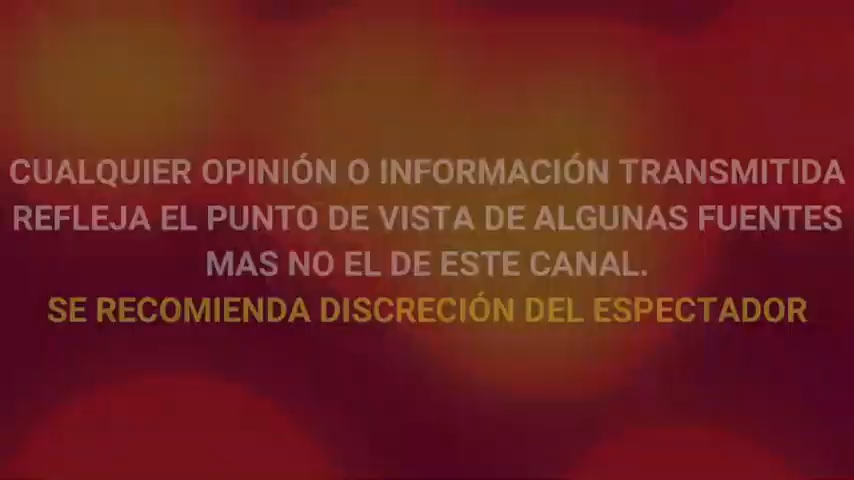 CUALQUIER OPINIÓN O INFORMACIÓN TRANSMITIDA
REFLEJA EL PUNTO DE VISTA DE ALGUNAS FUENTES
MAS NO EL DE ESTE CANAL.
SE RECOMIENDA DISCRECIÓN DEL ESPECTADOR